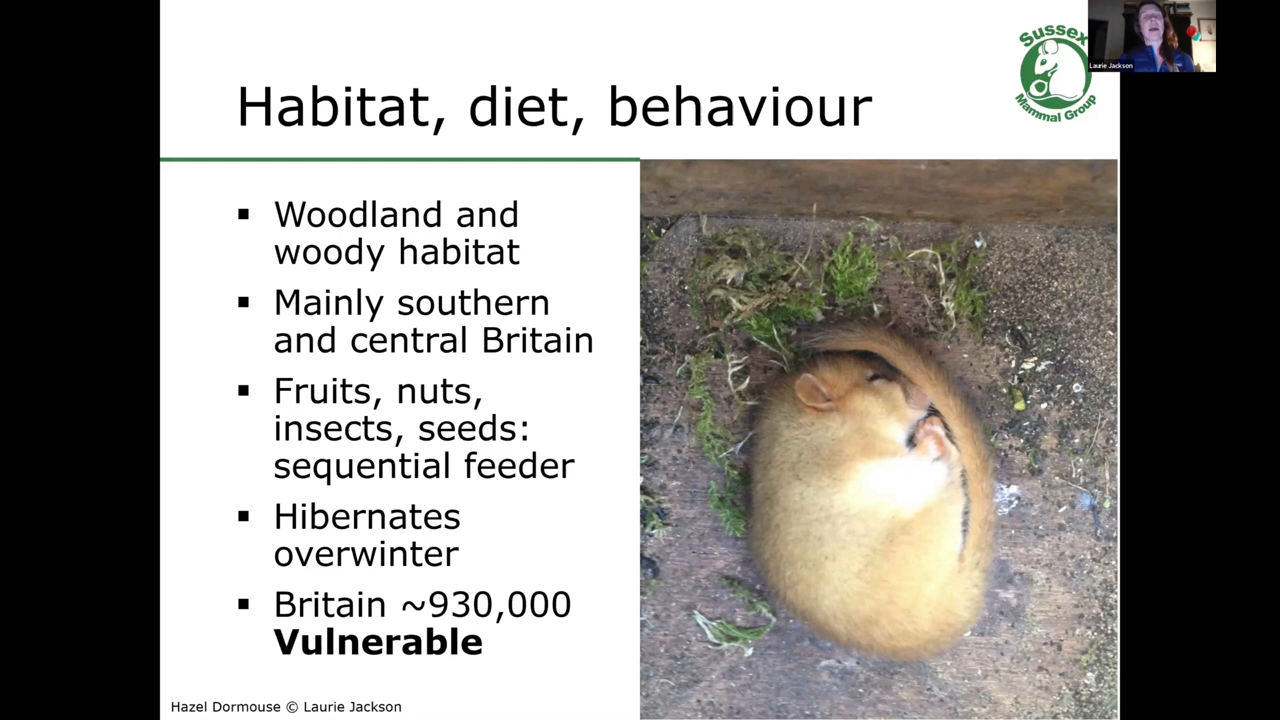 Habitat, diet, behaviour
Sussex
Mammal Group
Laurie Jackson
▪ Woodland and
woody habitat
▪ Mainly southern
and central Britain
▪ Fruits, nuts,
insects, seeds:
sequential feeder
▪ Hibernates
overwinter
▪ Britain ~930,000
Vulnerable
Hazel Dormouse © Laurie Jackson